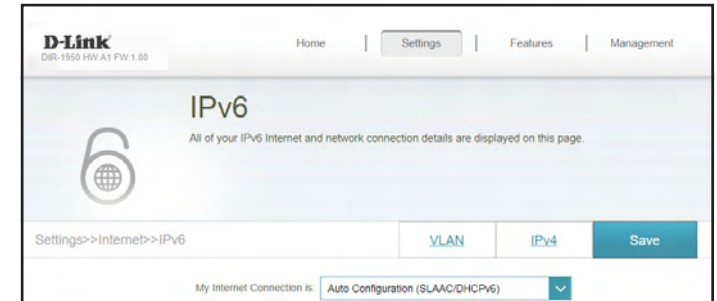 D-Link
DIR-1950 HW:A1 FW:1.00
Home | Settings | Features | Management
IPv6
All of your IPv6 Internet and network connection details are displayed on this page.
Settings>>Internet>>IPv6
VLAN
IPv4
Save
My Internet Connection is: Auto Configuration (SLAAC/DHCPv6)